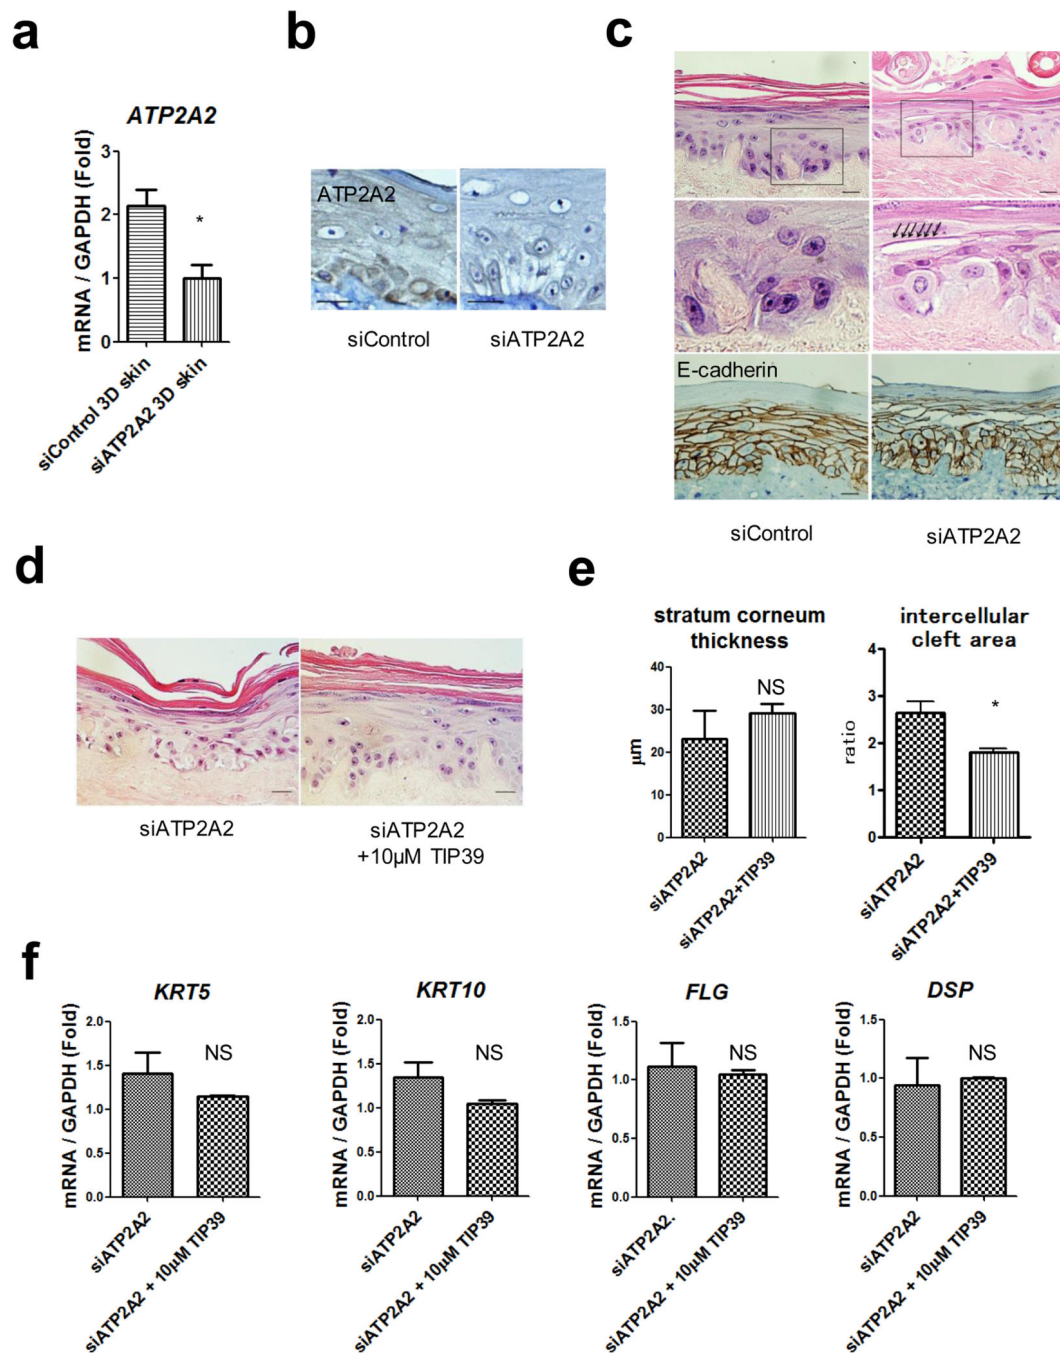 a
ATP2A2
mRNA / GAPDH (Fold)
3
2
1
0
*
siControl 3D skin
siATP2A2 3D skin
b
ATP2A2
siControl
siATP2A2
c
E-cadherin
siControl
siATP2A2
d
siATP2A2
siATP2A2
+10μM TIP39
e
stratum corneum
thickness
μm
40
30
20
10
0
NS
siATP2A2
siATP2A2+TIP39
intercellular
cleft area
ratio
4
3
2
1
0
*
siATP2A2
siATP2A2+TIP39
f
KRT5
mRNA / GAPDH (Fold)
2.0
1.5
1.0
0.5
0.0
NS
siATP2A2
siATP2A2 + 10μM TIP39
KRT10
mRNA / GAPDH (Fold)
2.0
1.5
1.0
0.5
0.0
NS
siATP2A2
siATP2A2 + 10μM TIP39
FLG
mRNA / GAPDH (Fold)
1.5
1.0
0.5
0.0
NS
siATP2A2.
siATP2A2 + 10μM TIP39
DSP
mRNA / GAPDH (Fold)
1.5
1.0
0.5
0.0
NS
siATP2A2
siATP2A2 + 10μM TIP39